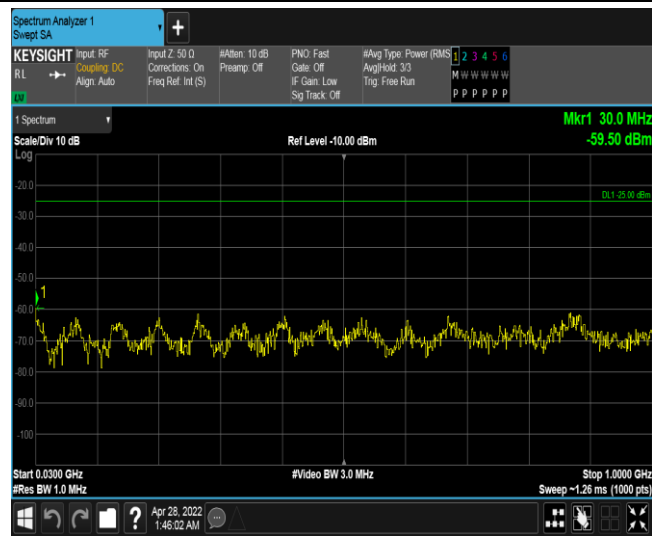 Spectrum Analyzer 1
Swept SA
KEYSIGHT
RL
Input: RF
Coupling: DC
Align: Auto
Input Z: 50 Ω
Corrections: On
Freq Ref: Int (S)
#Atten: 10 dB
Preamp: Off
PNO: Fast
Gate: Off
IF Gain: Low
Sig Track: Off
#Avg Type: Power (RMS
Avg|Hold: 3/3
Trig: Free Run
1 2 3 4 5 6
M W W W W W
P P P P P P
1 Spectrum
Mkr1 30.0 MHz
-59.50 dBm
Scale/Div 10 dB
Ref Level -10.00 dBm
Log
DL1 -25.00 dBm
-20.0
-30.0
-40.0
-50.0
1
-60.0
-70.0
-80.0
-90.0
-100
Start 0.0300 GHz
#Video BW 3.0 MHz
Stop 1.0000 GHz
#Res BW 1.0 MHz
Sweep ~1.26 ms (1000 pts)
?
Apr 28, 2022
1:46:02 AM